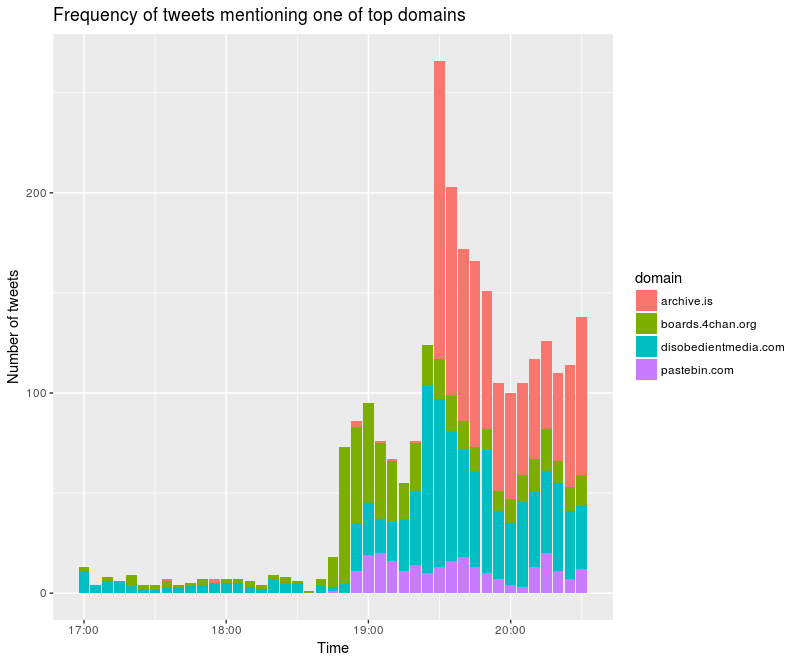 Frequency of tweets mentioning one of top domains
Number of tweets
200
100
0
17:00 18:00 19:00 20:00
Time
domain
archive.is
boards.4chan.org
disobedientmedia.com
pastebin.com